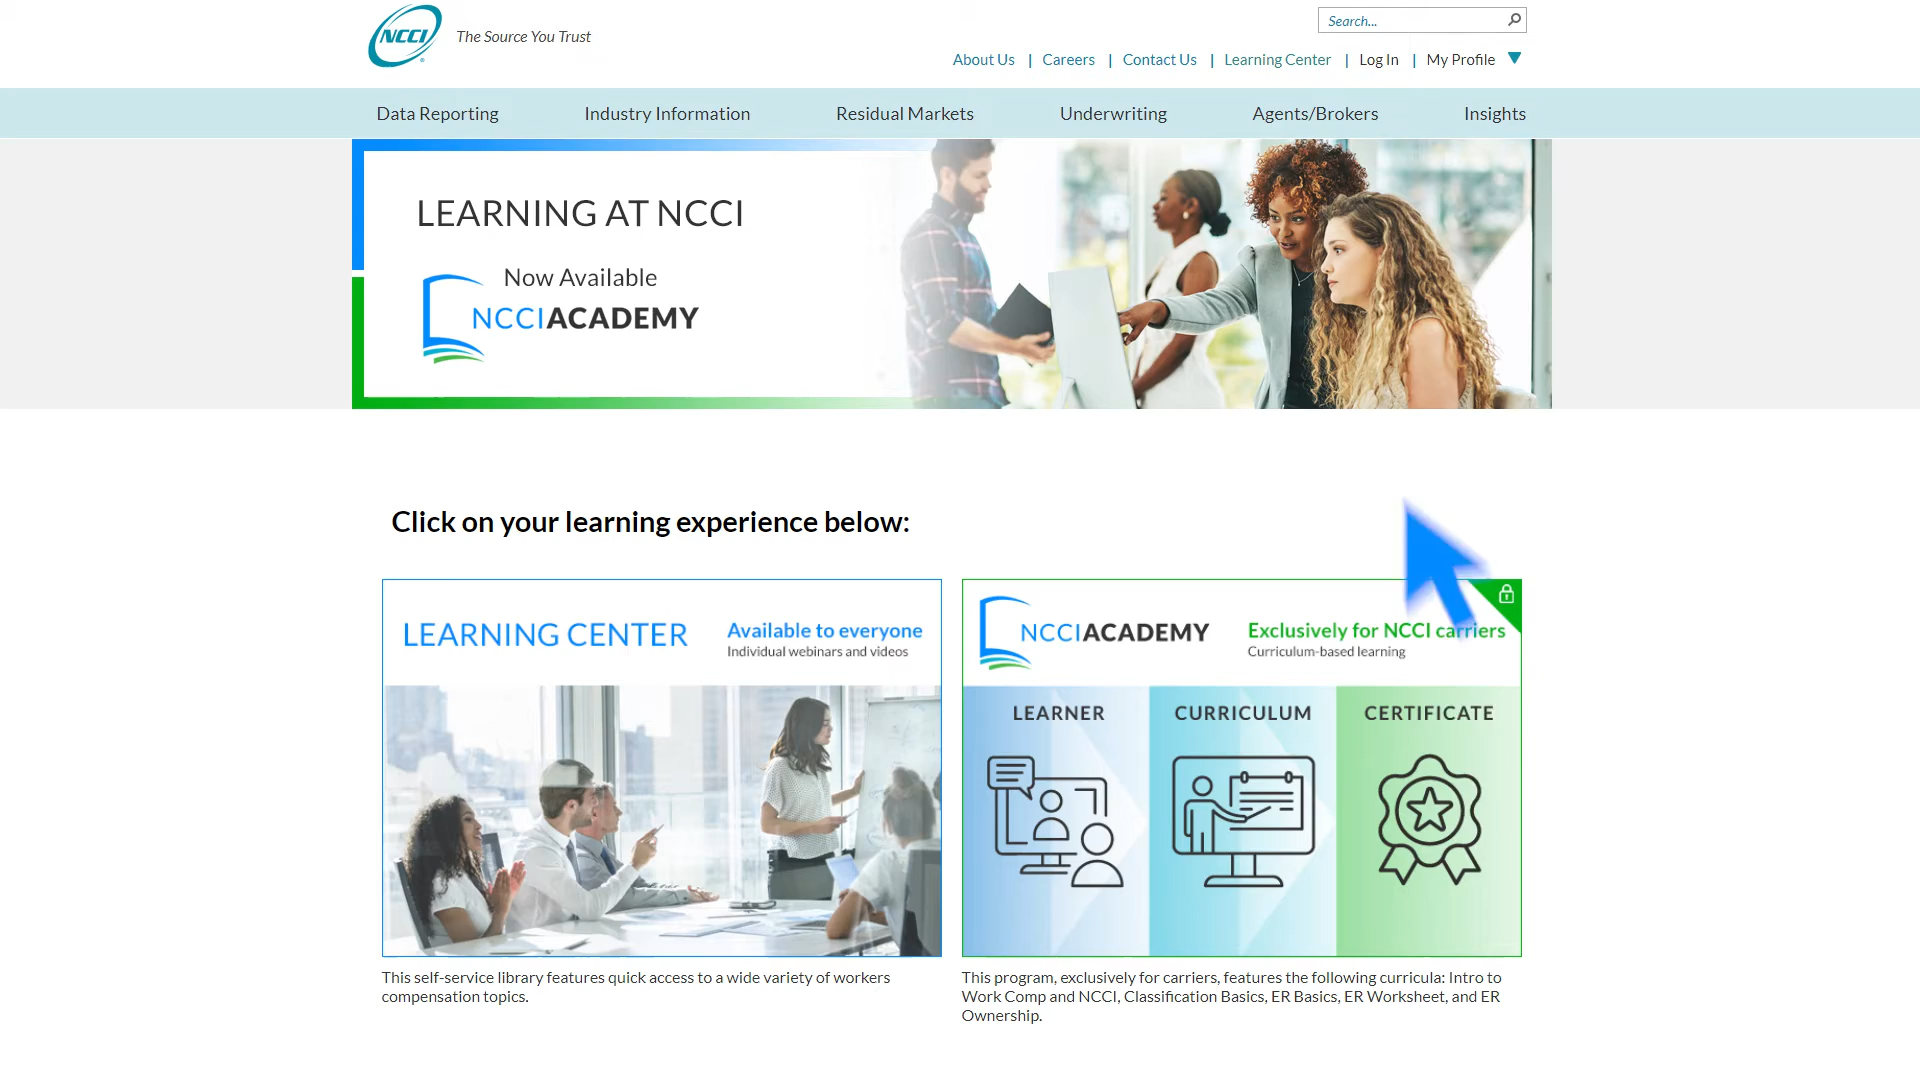 NCCI
The Source You Trust
Search...
About Us | Careers | Contact Us | Learning Center | Log In | My Profile
Data Reporting Industry Information Residual Markets Underwriting Agents/Brokers Insights
LEARNING AT NCCI
Now Available
NCCIACADEMY
Click on your learning experience below:
LEARNING CENTER
Available to everyone
Individual webinars and videos
NCCIACADEMY
Exclusively for NCCI carriers
Curriculum-based learning
LEARNER CURRICULUM CERTIFICATE
This self-service library features quick access to a wide variety of workers
compensation topics.
This program, exclusively for carriers, features the following curricula: Intro to
Work Comp and NCCI, Classification Basics, ER Basics, ER Worksheet, and ER
Ownership.